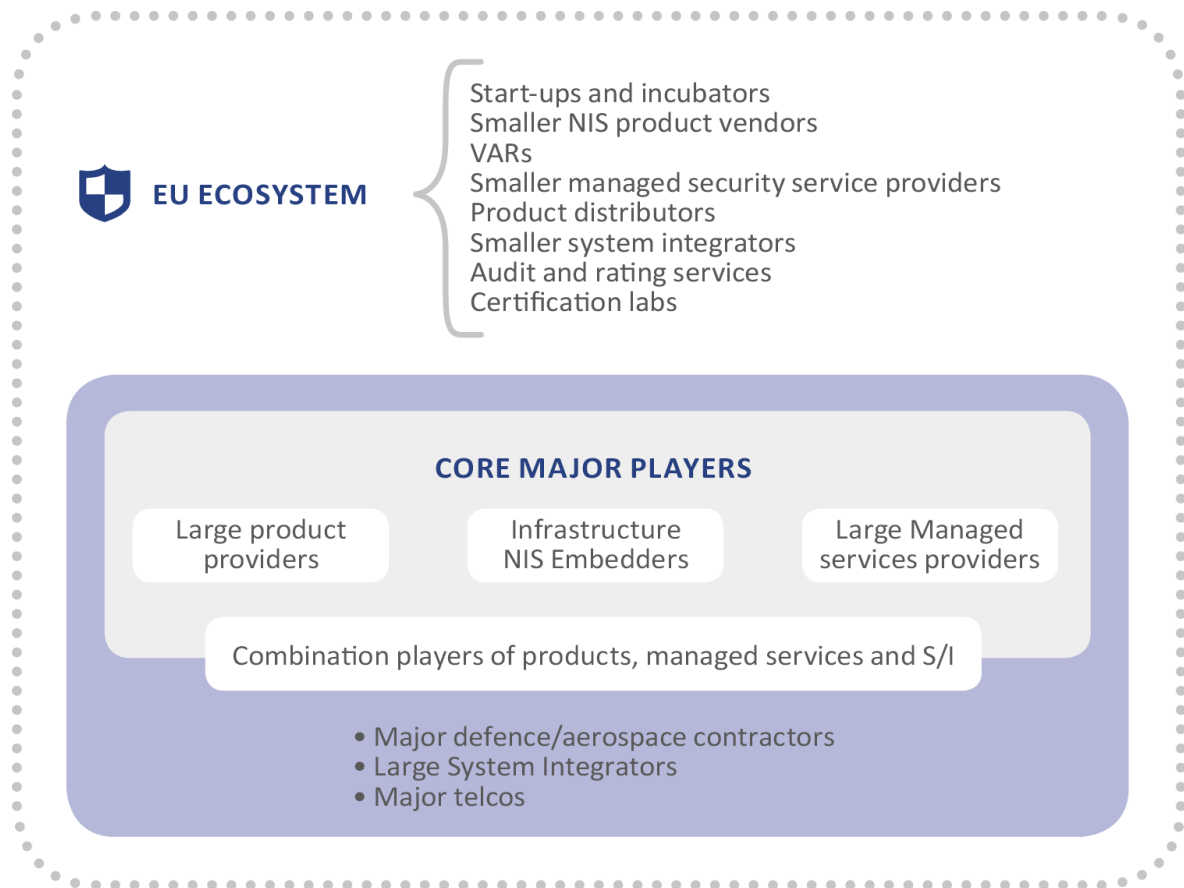 EU ECOSYSTEM
Start-ups and incubators
Smaller NIS product vendors
VARs
Smaller managed security service providers
Product distributors
Smaller system integrators
Audit and rating services
Certification labs
CORE MAJOR PLAYERS
Large product
providers
Infrastructure
NIS Embedders
Large Managed
services providers
Combination players of products, managed services and S/I
• Major defence/aerospace contractors
• Large System Integrators
• Major telcos